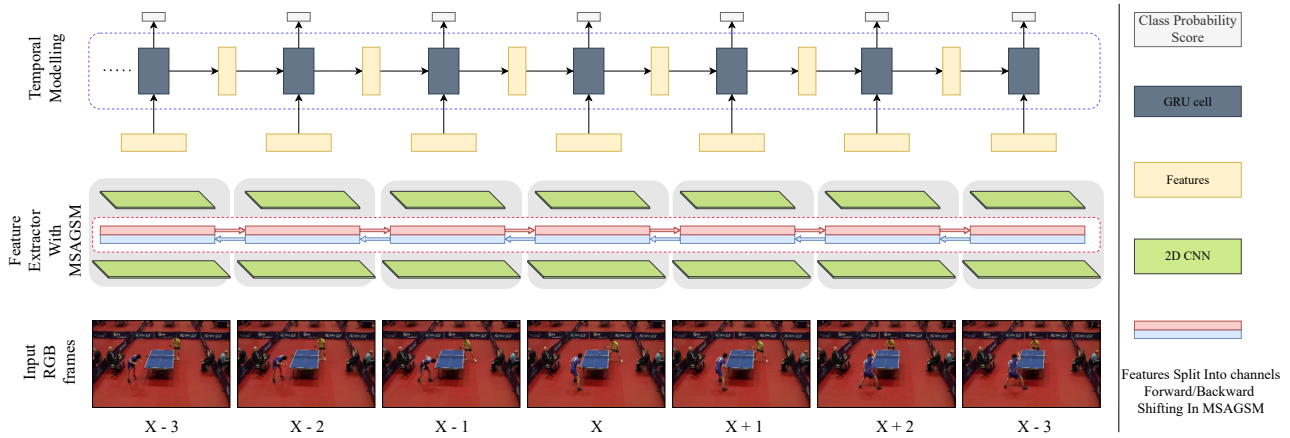 Temporal
Modelling
.....
Class Probability
Score
GRU cell
Features
2D CNN
Feature
Extractor
With
MSAGSM
Features Split Into channels
Forward/Backward
Shifting In MSAGSM
Input
RGB
frames
X - 3
X - 2
X - 1
X
X + 1
X + 2
X - 3